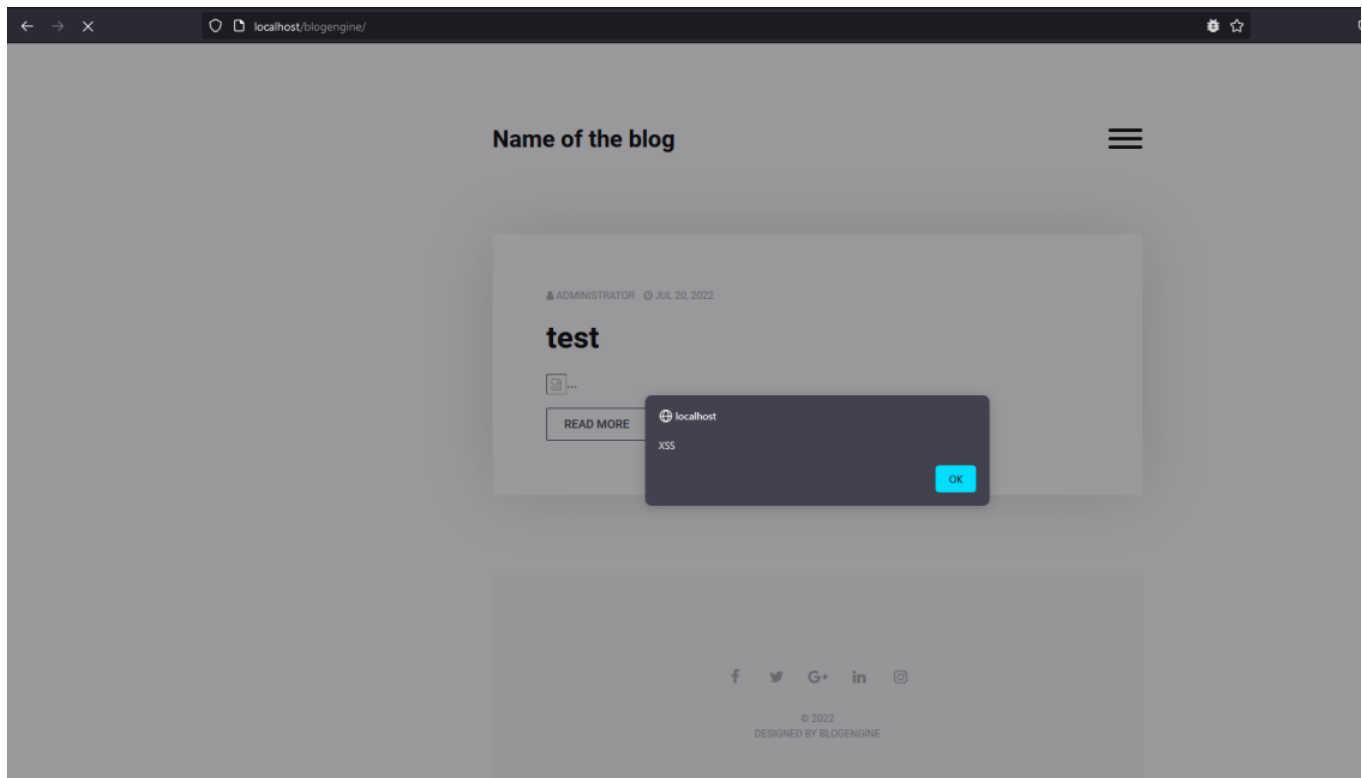 localhost/blogengine/
Name of the blog
ADMINISTRATOR JUL 20, 2022
test
...
READ MORE
localhost
XSS
OK
f G+ in
© 2022
DESIGNED BY BLOGENGINE